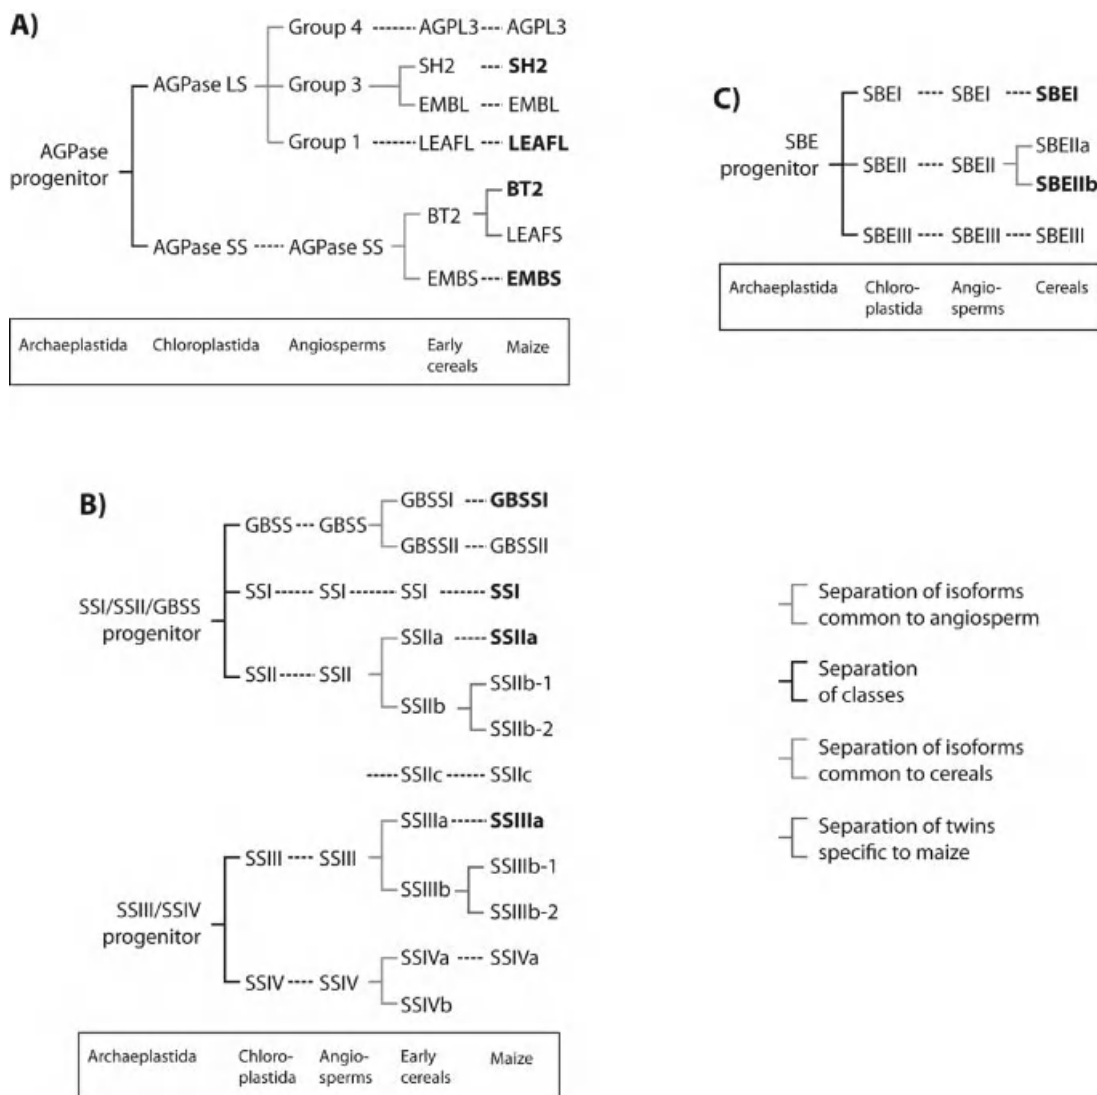 A)
Group 4 AGPL3 AGPL3
SH2 SH2
AGPase LS Group 3
EMBL EMBL
Group 1 LEAFL LEAFL
AGPase
progenitor
BT2
BT2
LEAFS
AGPase SS AGPase SS
EMBS EMBS
Archaeplastida Chloroplastida Angiosperms Early
cereals Maize
C)
SBEI SBEI SBEI
SBE
progenitor
SBEII SBEII SBEIIa
SBEIIb
SBEIII SBEIII SBEIII
Archaeplastida Chloro-
plastida Angio-
sperms Cereals
B)
GBSSI GBSSI
GBSS GBSS
GBSSII GBSSII
SSI SSI SSI SSI
SSI/SSII/GBSS
progenitor
SSIIa SSIIa
SSII SSII
SSIIb-1
SSIIb
SSIIb-2
SSIIc SSIIc
SSIIIa SSIIIa
SSIII SSIII
SSIIIb-1
SSIIIb
SSIIIb-2
SSIII/SSIV
progenitor
SSIVa SSIVa
SSIV SSIV
SSIVb
Archaeplastida Chloro-
plastida Angio-
sperms Early
cereals Maize
Separation of isoforms
common to angiosperm
Separation
of classes
Separation of isoforms
common to cereals
Separation of twins
specific to maize